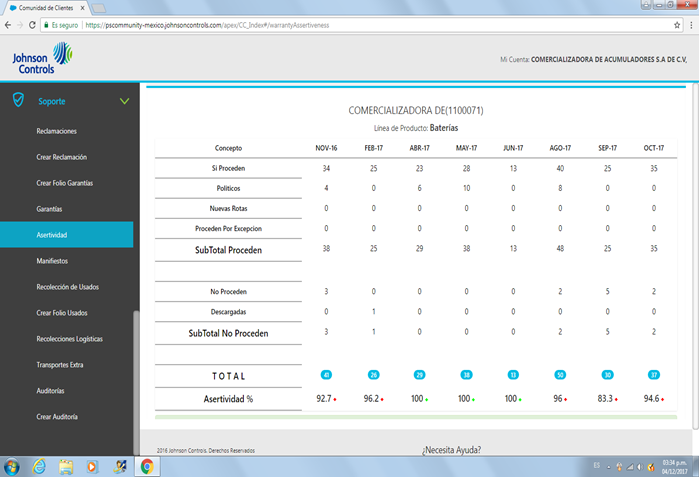 Comunidad de Clientes
Es seguro https://pscommunity-mexico.johnsoncontrols.com/apex/CC_Index#/warrantyAssertiveness
Johnson Controls
Mi Cuenta: COMERCIALIZADORA DE ACUMULADORES S.A DE C.V,
Soporte
Reclamaciones
Crear Reclamación
Crear Folio Garantías
Garantías
Asertividad
Manifiestos
Recolección de Usados
Crear Folio Usados
Recolecciones Logísticas
Transportes Extra
Auditorías
Crear Auditoría
COMERCIALIZADORA DE(1100071)
Línea de Producto: Baterías
Concepto NOV-16 FEB-17 ABR-17 MAY-17 JUN-17 AGO-17 SEP-17 OCT-17
Si Proceden 34 25 23 28 13 40 25 35
Políticos 4 0 6 10 0 8 0 0
Nuevas Rotas 0 0 0 0 0 0 0 0
Proceden Por Excepcion 0 0 0 0 0 0 0 0
SubTotal Proceden 38 25 29 38 13 48 25 35
No Proceden 3 0 0 0 0 2 5 2
Descargadas 0 1 0 0 0 0 0 0
SubTotal No Proceden 3 1 0 0 0 2 5 2
T O T A L 41 26 29 38 13 50 30 37
Asertividad % 92.7 96.2 100 100 100 96 83.3 94.6
2016 Johnson Controls. Derechos Reservados
¿Necesita Ayuda?
ES 03:34 p.m.
04/12/2017